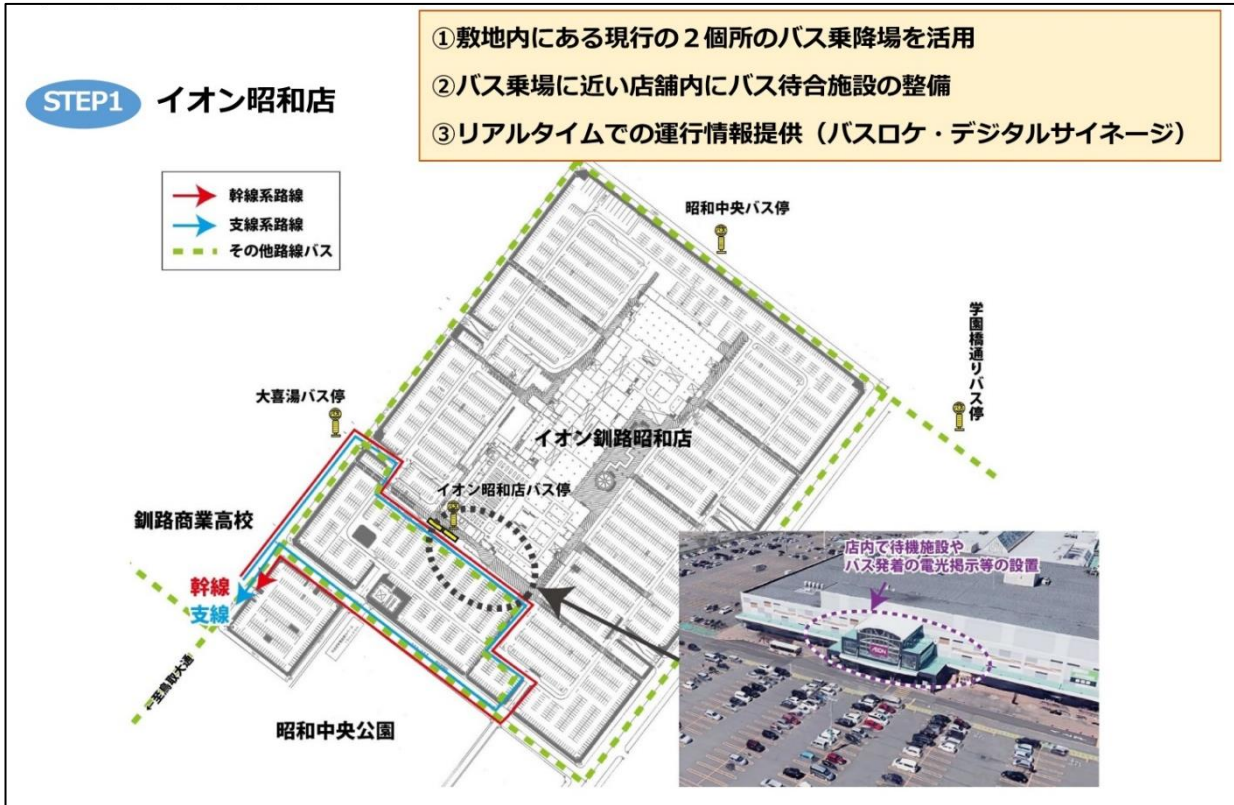 STEP1 イオン昭和店
①敷地内にある現行の２個所のバス乗降場を活用
②バス乗場に近い店舗内にバス待合施設の整備
③リアルタイムでの運行情報提供（バスロケ・デジタルサイネージ）
幹線系路線
支線系路線
その他路線バス
昭和中央バス停
学園橋通りバス停
大喜湯バス停
イオン釧路昭和店
イオン昭和店バス停
釧路商業高校
幹線
支線
←至鳥取大通
昭和中央公園
店内で待機施設や
バス発着の電光掲示等の設置
AEON